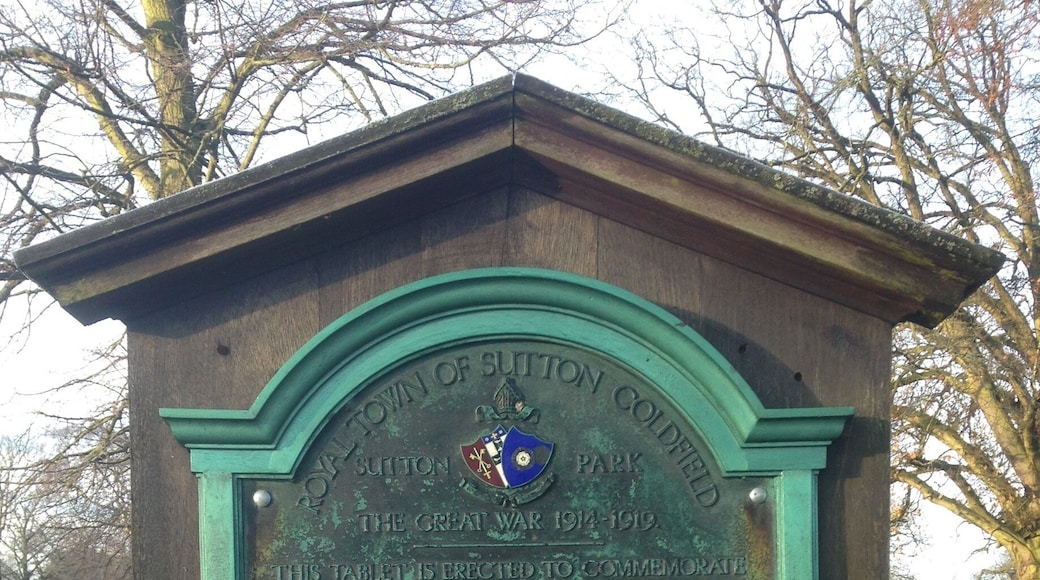 ROYAL TOWN OF SUTTON COLDFIELD
SUTTON PARK
THE GREAT WAR 1914-1919.
THIS TABLET IS ERECTED TO COMMEMORATE